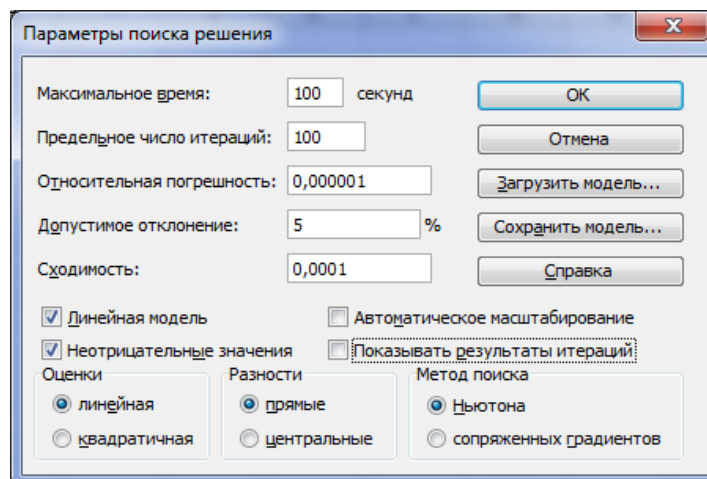 Параметры поиска решения
Максимальное время: 100 секунд OK
Предельное число итераций: 100 Отмена
Относительная погрешность: 0,000001 Загрузить модель...
Допустимое отклонение: 5 % Сохранить модель...
Сходимость: 0,0001 Справка
Линейная модель Автоматическое масштабирование
Неотрицательные значения Показывать результаты итераций
Оценки Разности Метод поиска
линейная прямые Ньютона
квадратичная центральные сопряженных градиентов